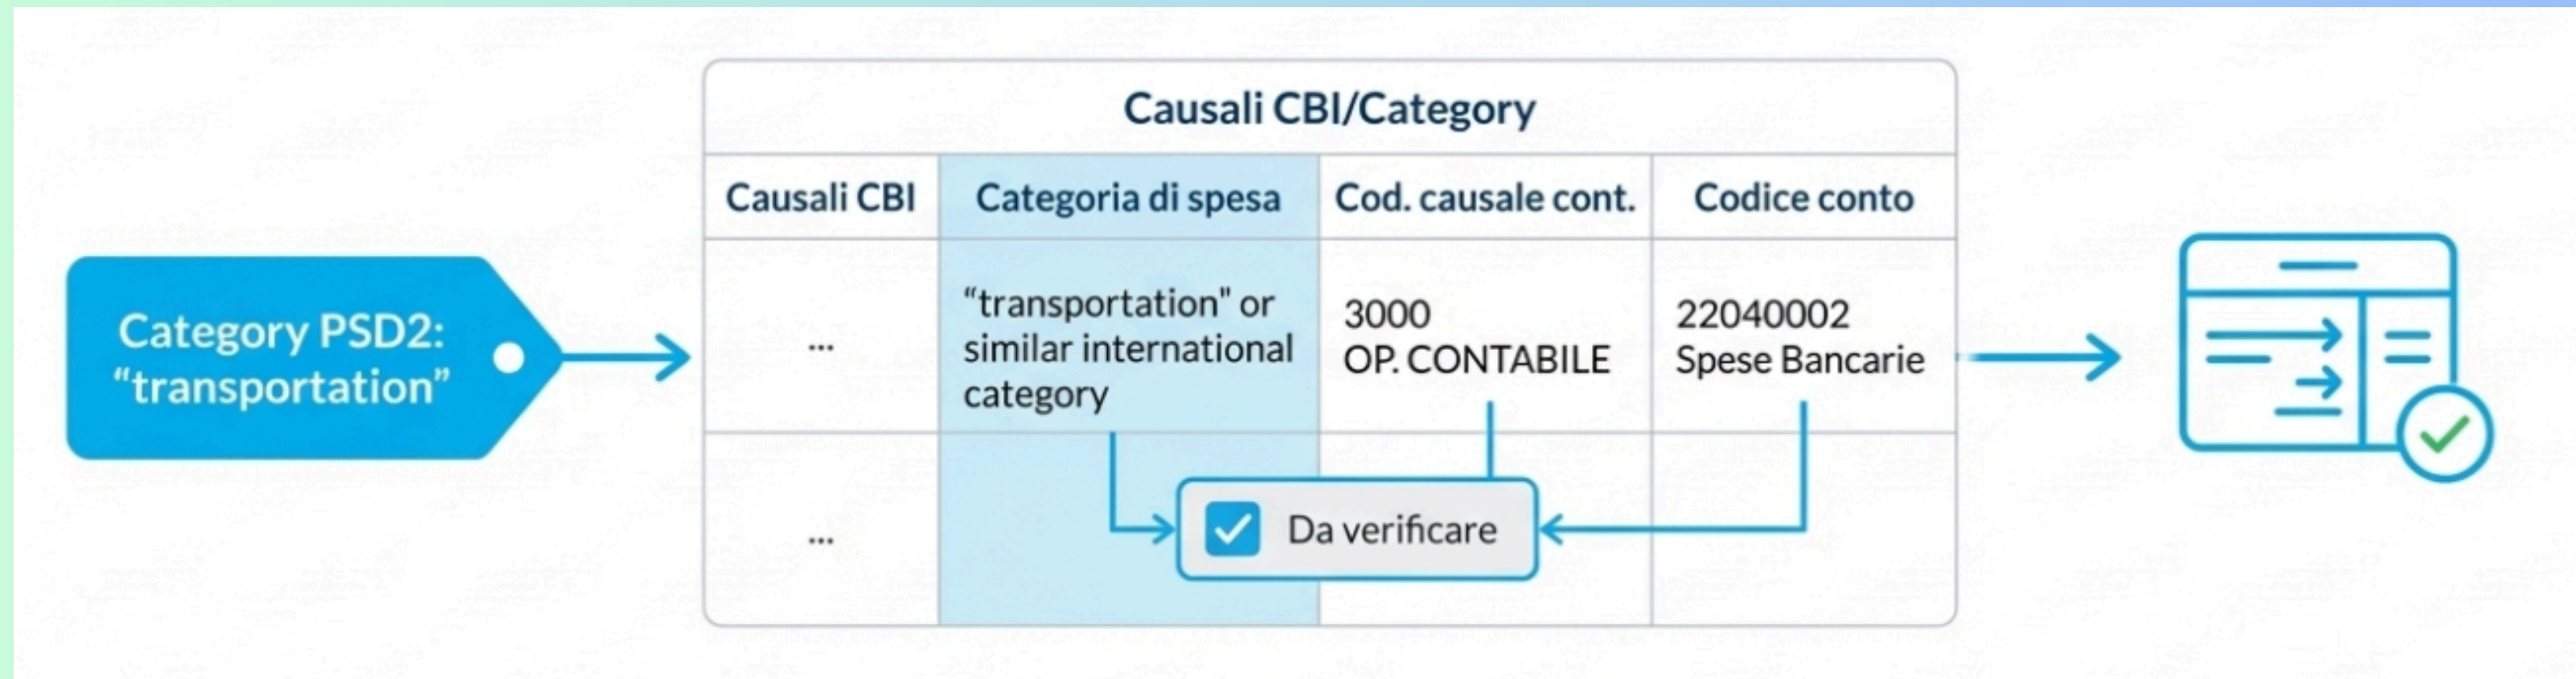 Category PSD2:
“transportation”
Causali CBI/Category
Causali CBI
Categoria di spesa
Cod. causale cont.
Codice conto
...
“transportation" or
similar international
category
3000
OP. CONTABILE
22040002
Spese Bancarie
...
Da verificare